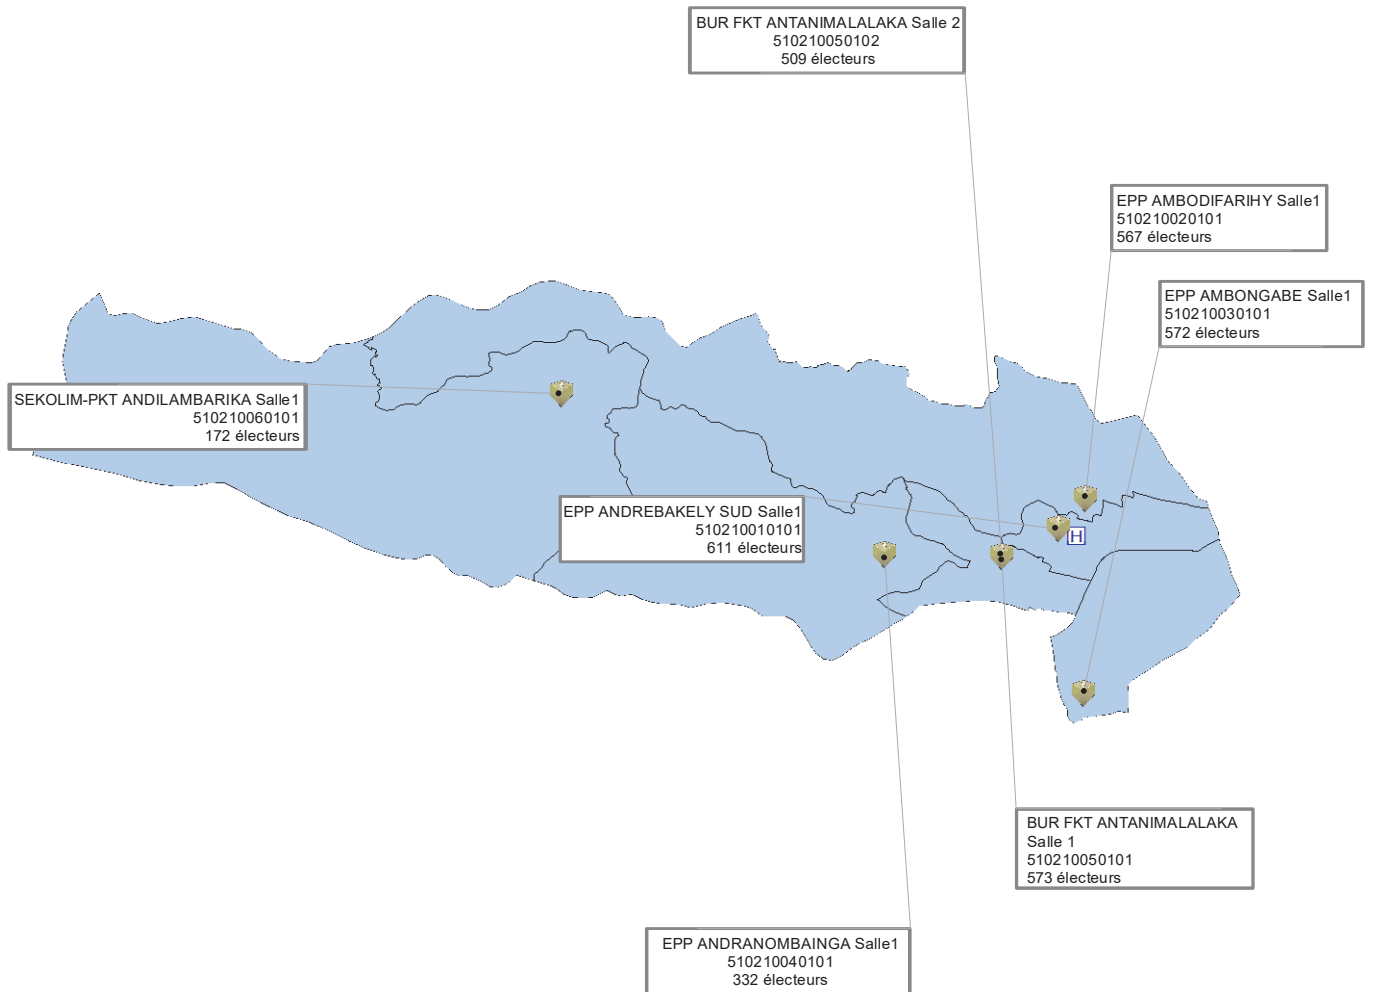 BUR FKT ANTANIMALALAKA Salle 2
510210050102
509 électeurs
EPP AMBODIFARIHY Salle1
510210020101
567 électeurs
EPP AMBONGABE Salle1
510210030101
572 électeurs
SEKOLIM-PKT ANDILAMBARIKA Salle1
510210060101
172 électeurs
EPP ANDREBAKELY SUD Salle1
510210010101
611 électeurs
H
BUR FKT ANTANIMALALAKA
Salle 1
510210050101
573 électeurs
EPP ANDRANOMBAINGA Salle1
510210040101
332 électeurs